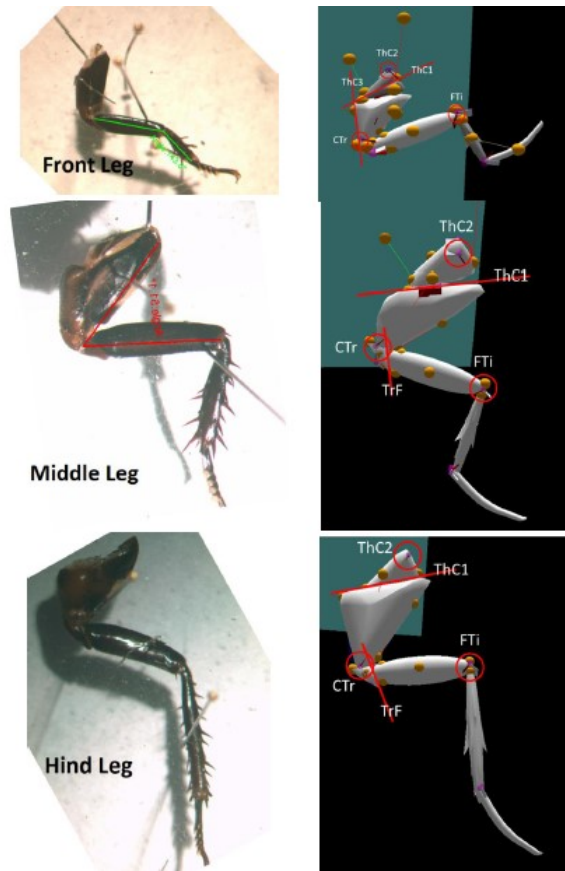 ThC2
ThC1
ThC3
FTi
CTr
Front Leg
ThC2
ThC1
CTr
FTi
TrF
Middle Leg
ThC2
ThC1
FTi
CTr
TrF
Hind Leg